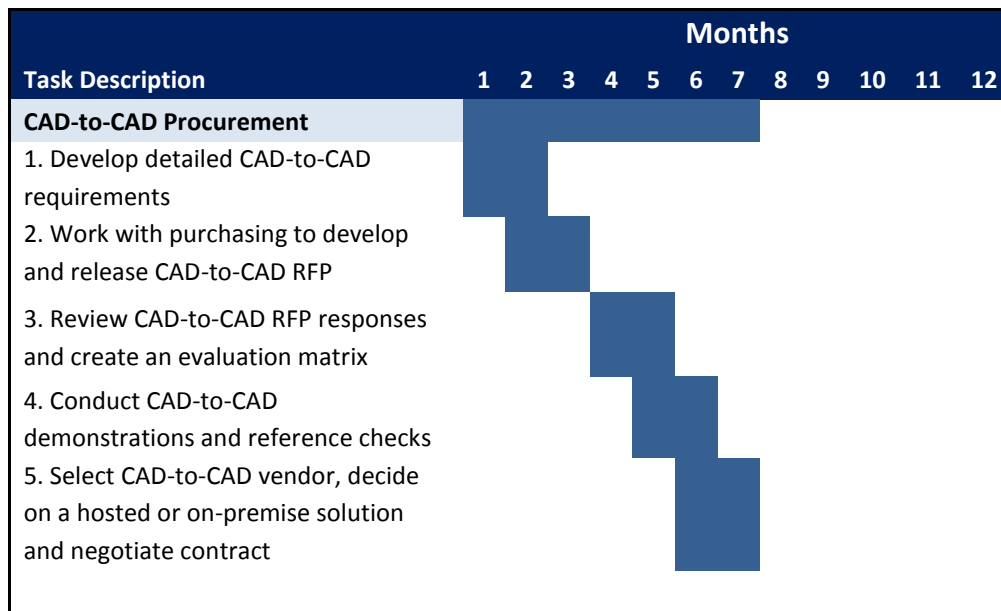 Months
Task Description 1 2 3 4 5 6 7 8 9 10 11 12
CAD-to-CAD Procurement
1. Develop detailed CAD-to-CAD
requirements
2. Work with purchasing to develop
and release CAD-to-CAD RFP
3. Review CAD-to-CAD RFP responses
and create an evaluation matrix
4. Conduct CAD-to-CAD
demonstrations and reference checks
5. Select CAD-to-CAD vendor, decide
on a hosted or on-premise solution
and negotiate contract